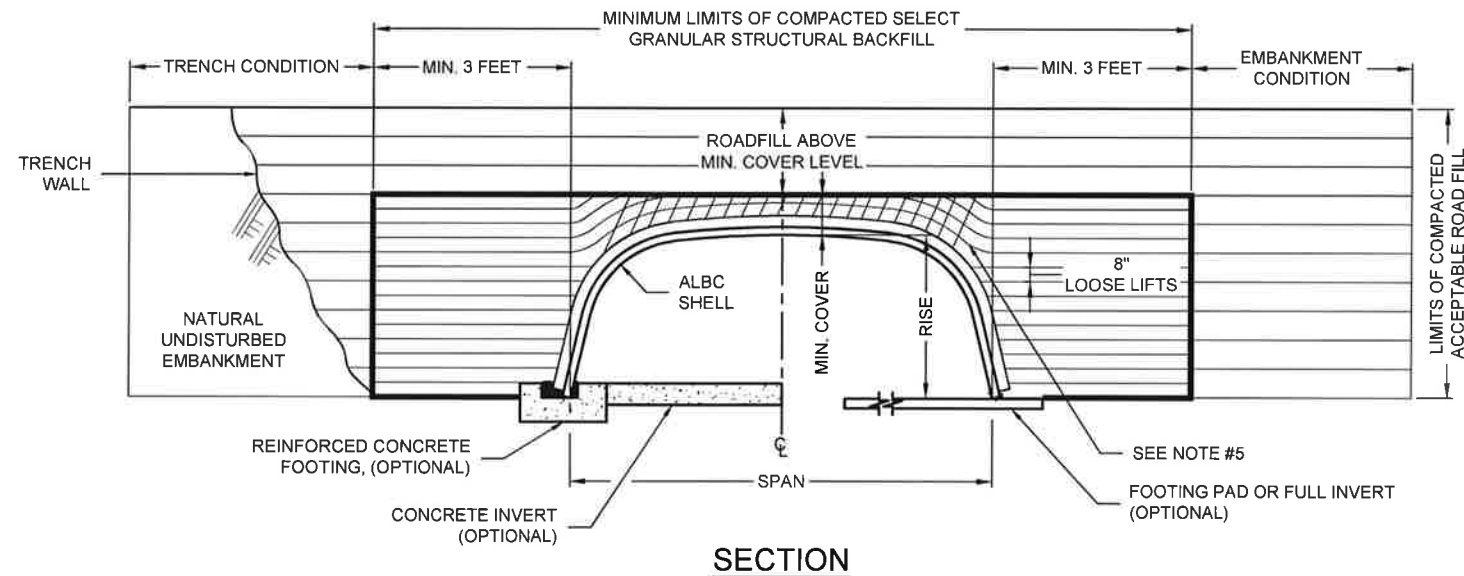 MINIMUM LIMITS OF COMPACTED SELECT
GRANULAR STRUCTURAL BACKFILL
TRENCH CONDITION
MIN. 3 FEET
MIN. 3 FEET
EMBANKMENT
CONDITION
ROADFILL ABOVE
MIN. COVER LEVEL
TRENCH
WALL
LIMITS OF COMPACTED
ACCEPTABLE ROAD FILL
8"
LOOSE LIFTS
ALBC
SHELL
MIN. COVER
RISE
NATURAL
UNDISTURBED
EMBANKMENT
REINFORCED CONCRETE
FOOTING, (OPTIONAL)
CL
SEE NOTE #5
SPAN
FOOTING PAD OR FULL INVERT
(OPTIONAL)
CONCRETE INVERT
(OPTIONAL)
SECTION